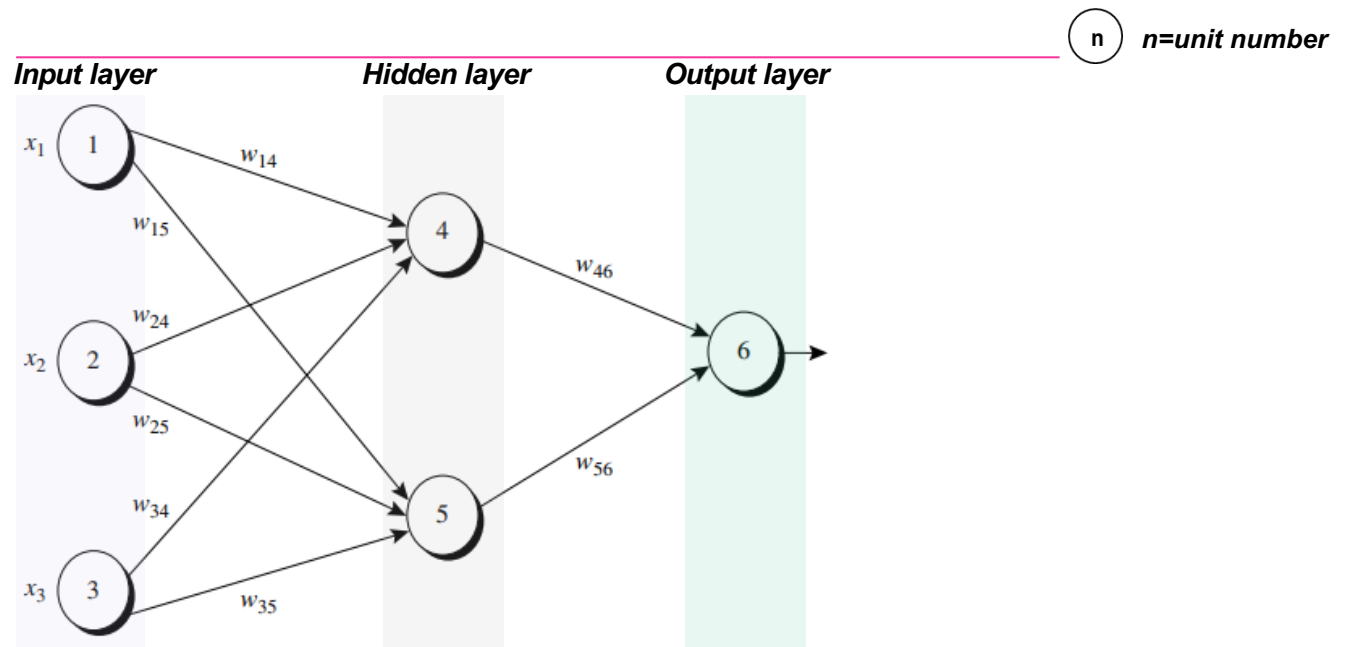 n n=unit number
Input layer Hidden layer Output layer
x1 1
w14
w15
4
w46
w24
x2 2
6
w25
w56
w34
5
x3 3
w35